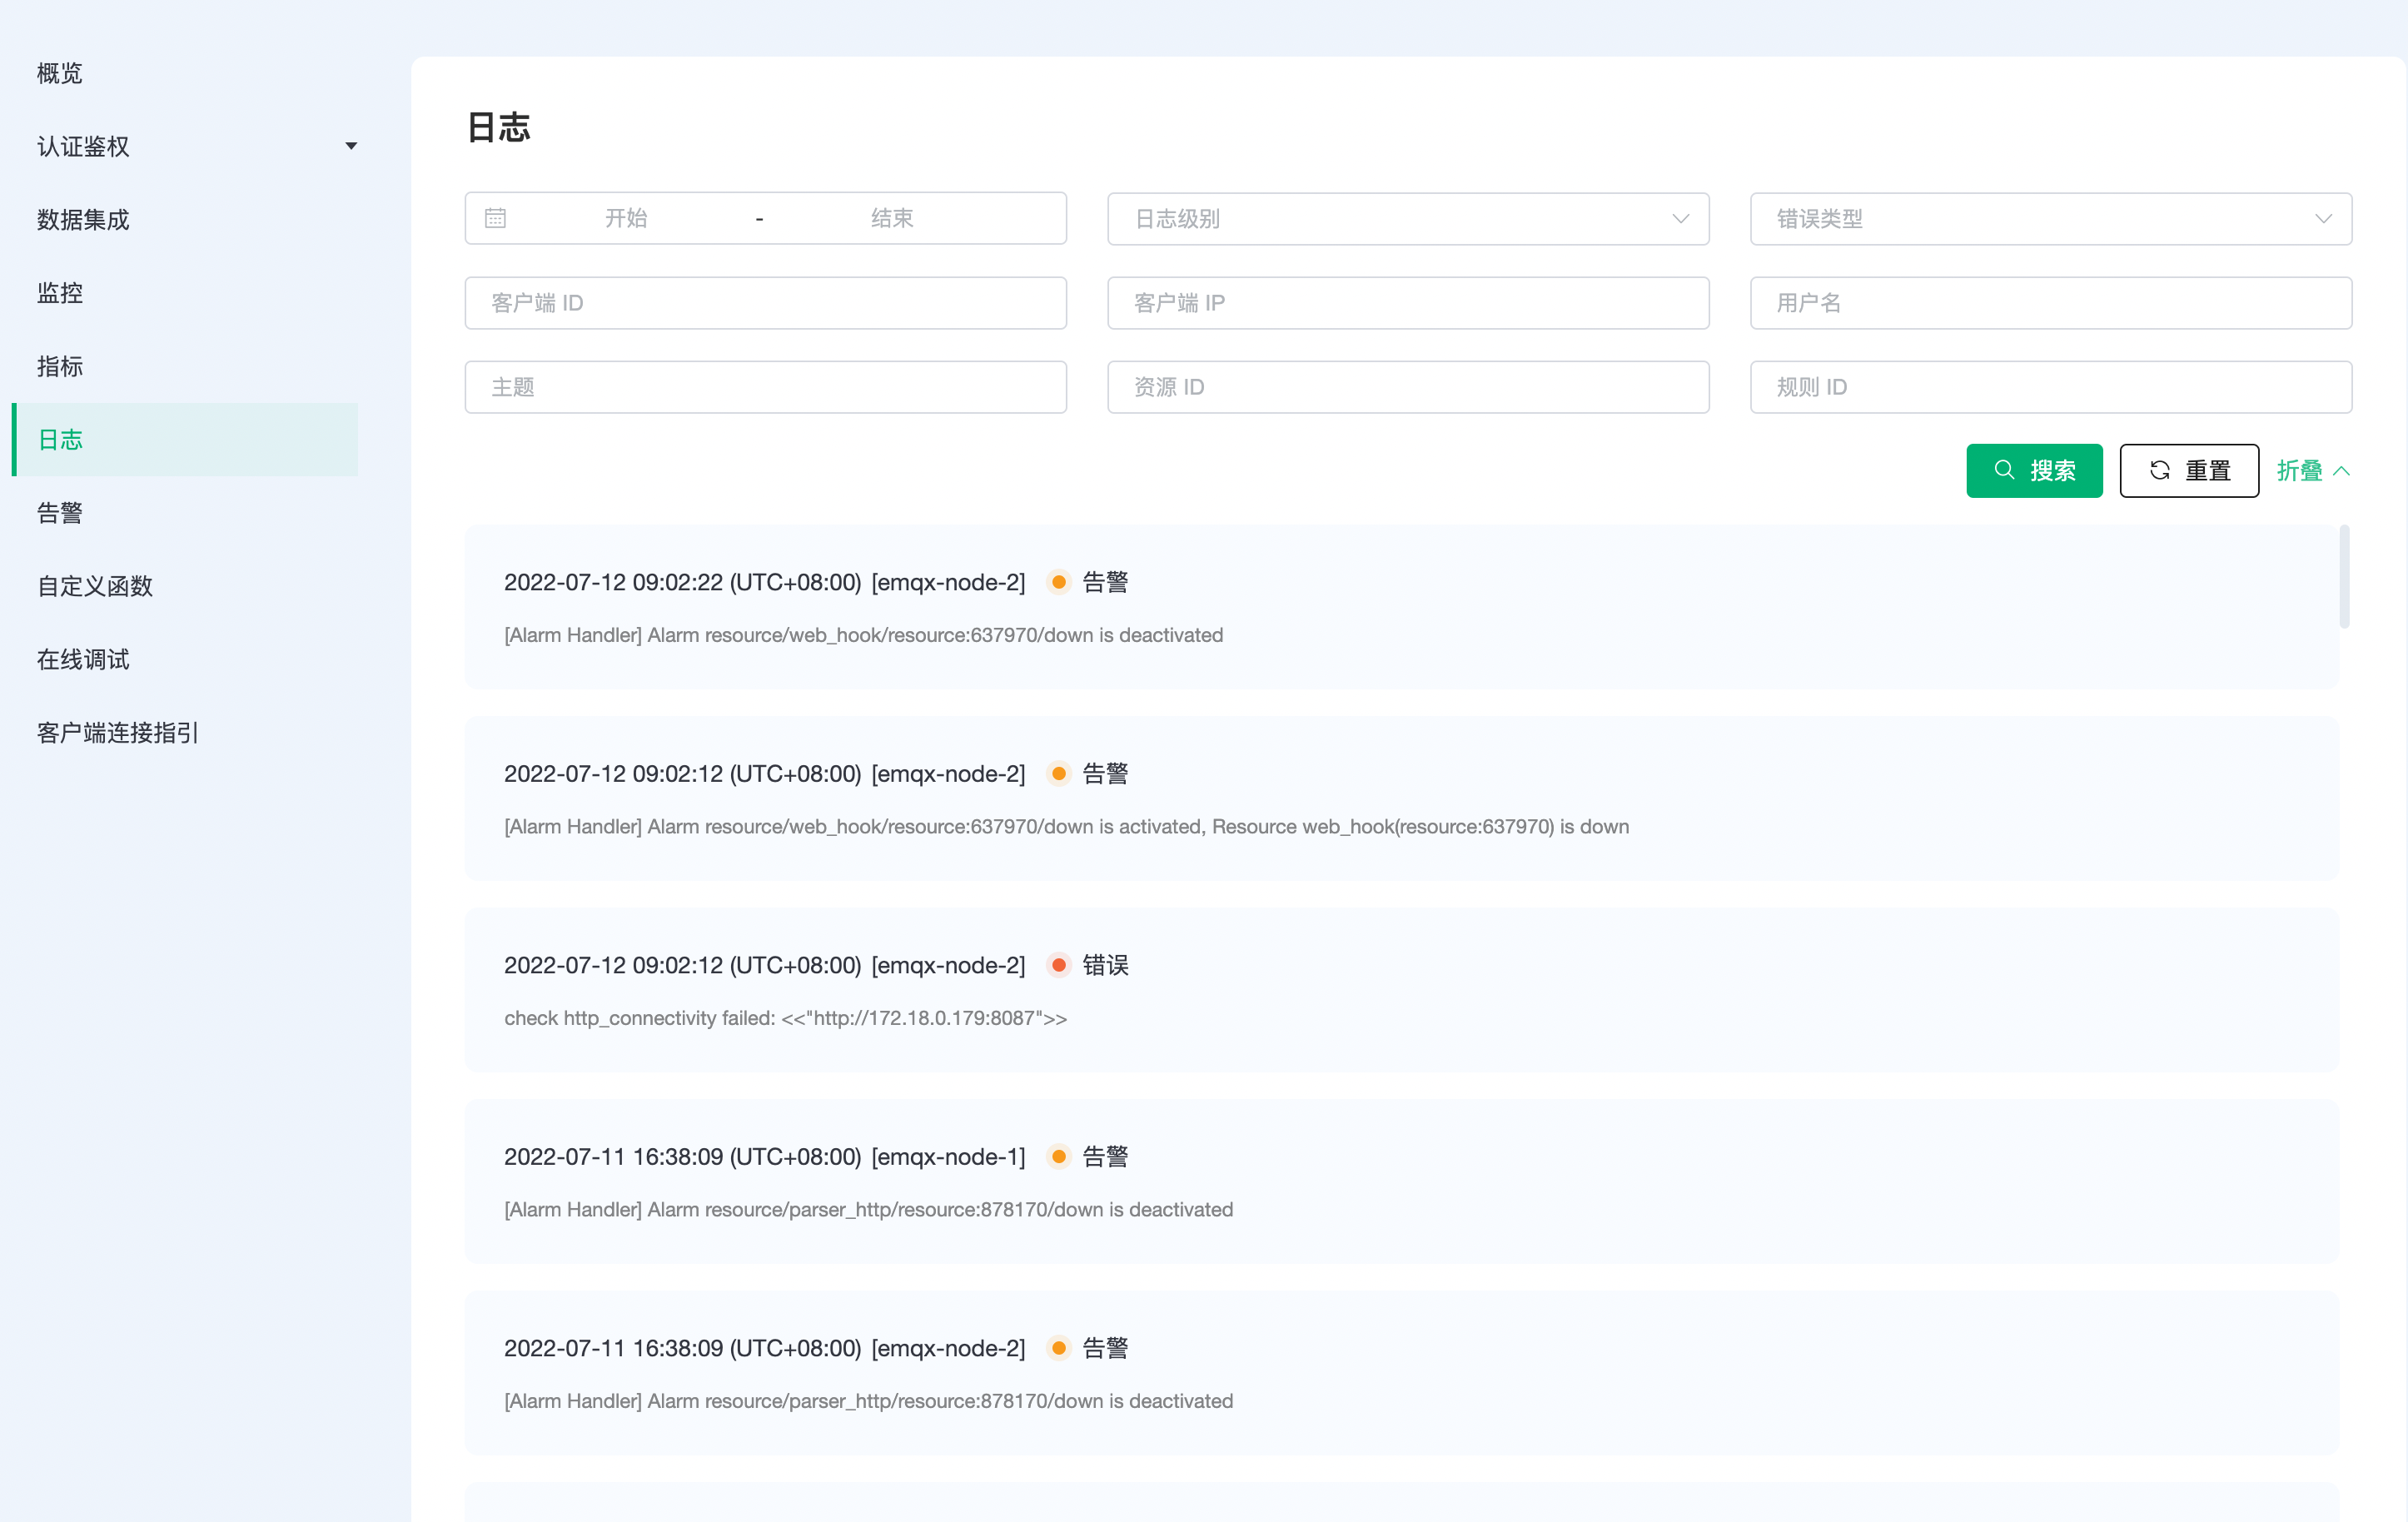 概览
认证鉴权
数据集成
监控
指标
日志
告警
自定义函数
在线调试
客户端连接指引
日志
开始 - 结束
日志级别
错误类型
客户端 ID
客户端 IP
用户名
主题
资源 ID
规则 ID
搜索
重置
折叠
2022-07-12 09:02:22 (UTC+08:00) [emqx-node-2] 告警
[Alarm Handler] Alarm resource/web_hook/resource:637970/down is deactivated
2022-07-12 09:02:12 (UTC+08:00) [emqx-node-2] 告警
[Alarm Handler] Alarm resource/web_hook/resource:637970/down is activated, Resource web_hook(resource:637970) is down
2022-07-12 09:02:12 (UTC+08:00) [emqx-node-2] 错误
check http_connectivity failed: <<"http://172.18.0.179:8087">>
2022-07-11 16:38:09 (UTC+08:00) [emqx-node-1] 告警
[Alarm Handler] Alarm resource/parser_http/resource:878170/down is deactivated
2022-07-11 16:38:09 (UTC+08:00) [emqx-node-2] 告警
[Alarm Handler] Alarm resource/parser_http/resource:878170/down is deactivated